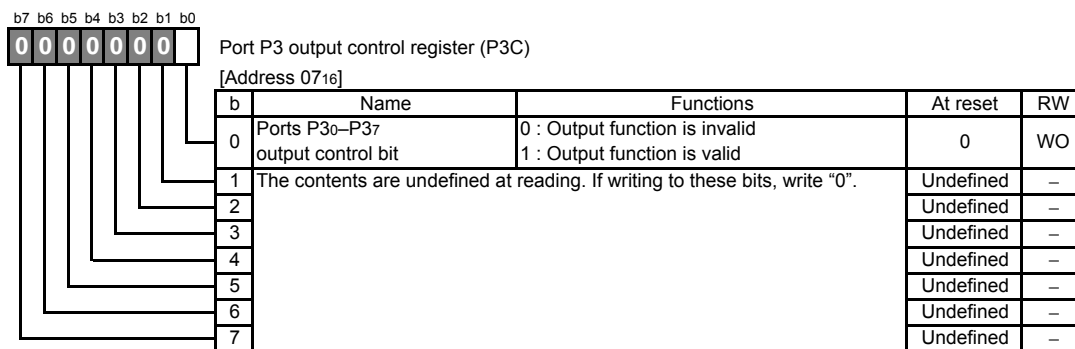 b7 b6 b5 b4 b3 b2 b1 b0
0 0 0 0 0 0 0
Port P3 output control register (P3C)
[Address 0716]
b Name Functions At reset RW
0 Ports P30–P37 output control bit 0 : Output function is invalid 1 : Output function is valid 0 WO
1 The contents are undefined at reading. If writing to these bits, write “0”. Undefined –
2 Undefined –
3 Undefined –
4 Undefined –
5 Undefined –
6 Undefined –
7 Undefined –